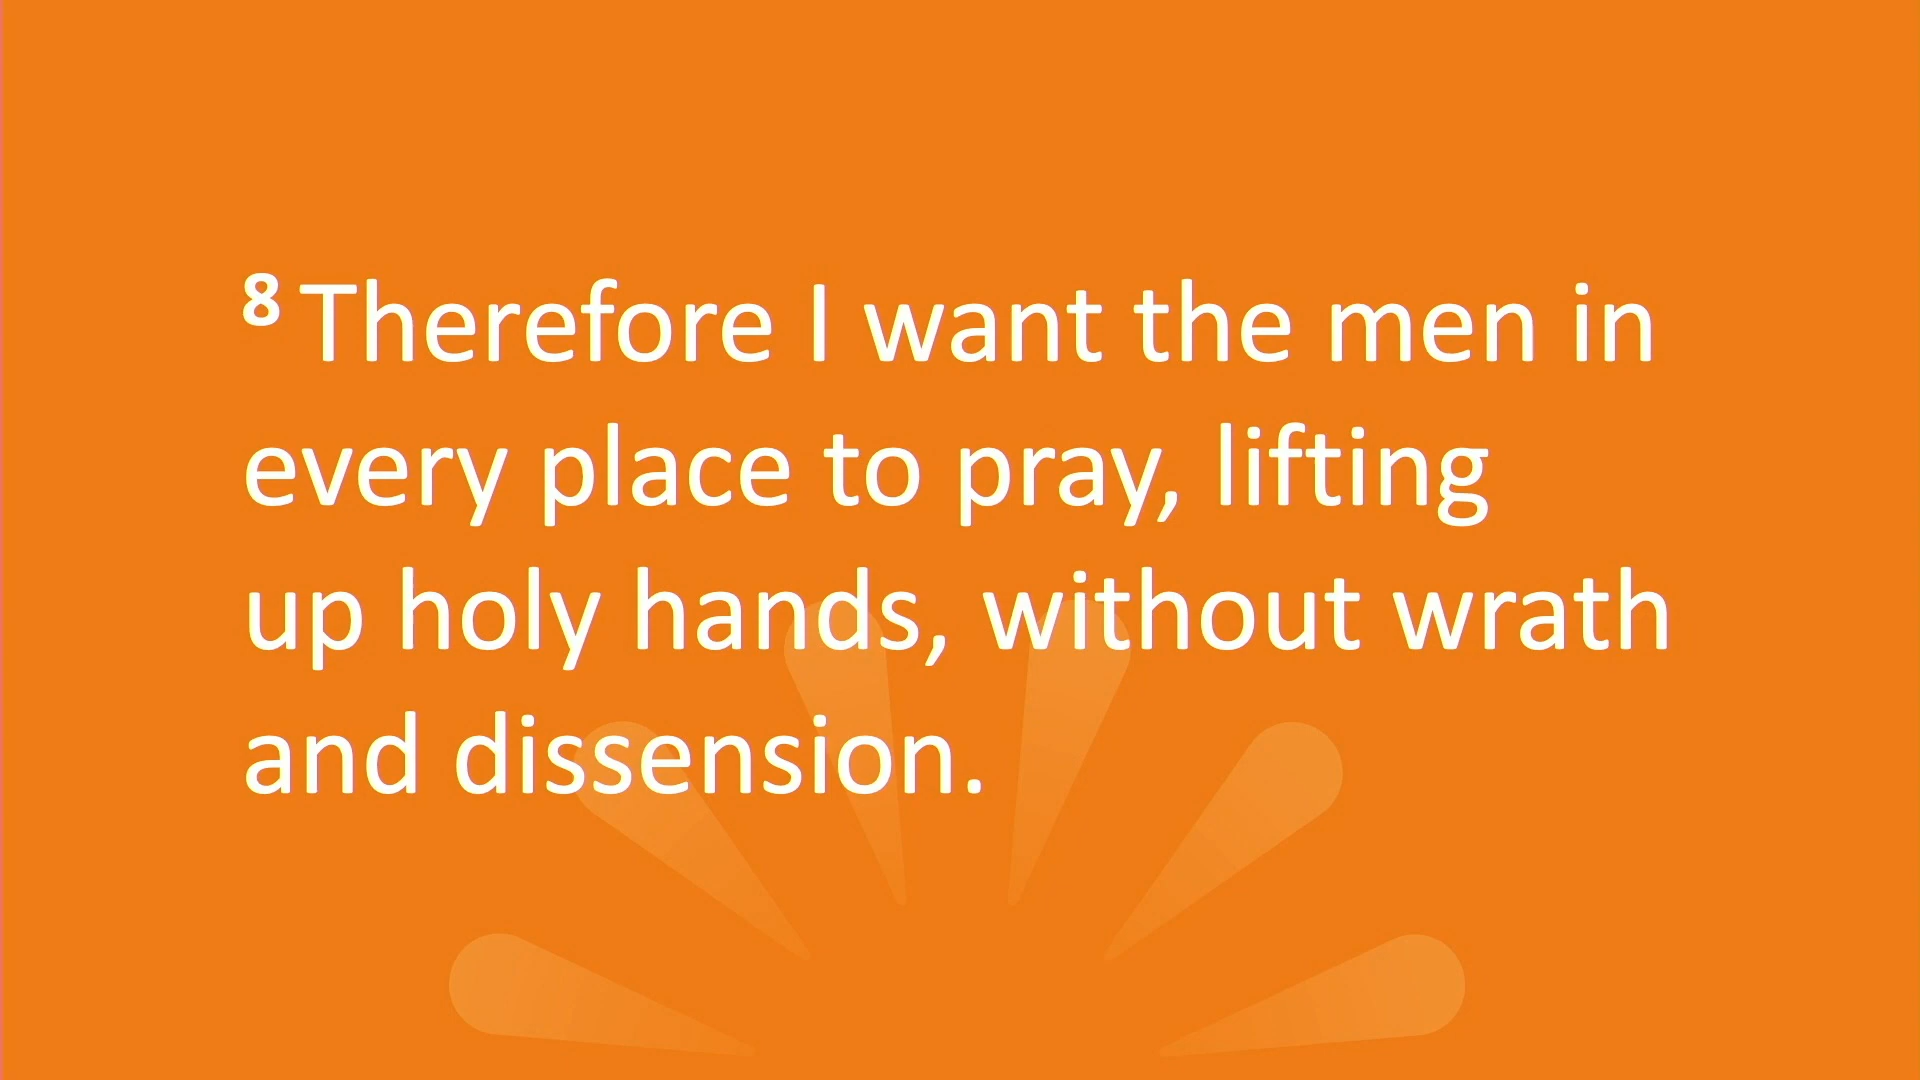 8 Therefore I want the men in
every place to pray, lifting
up holy hands, without wrath
and dissension.